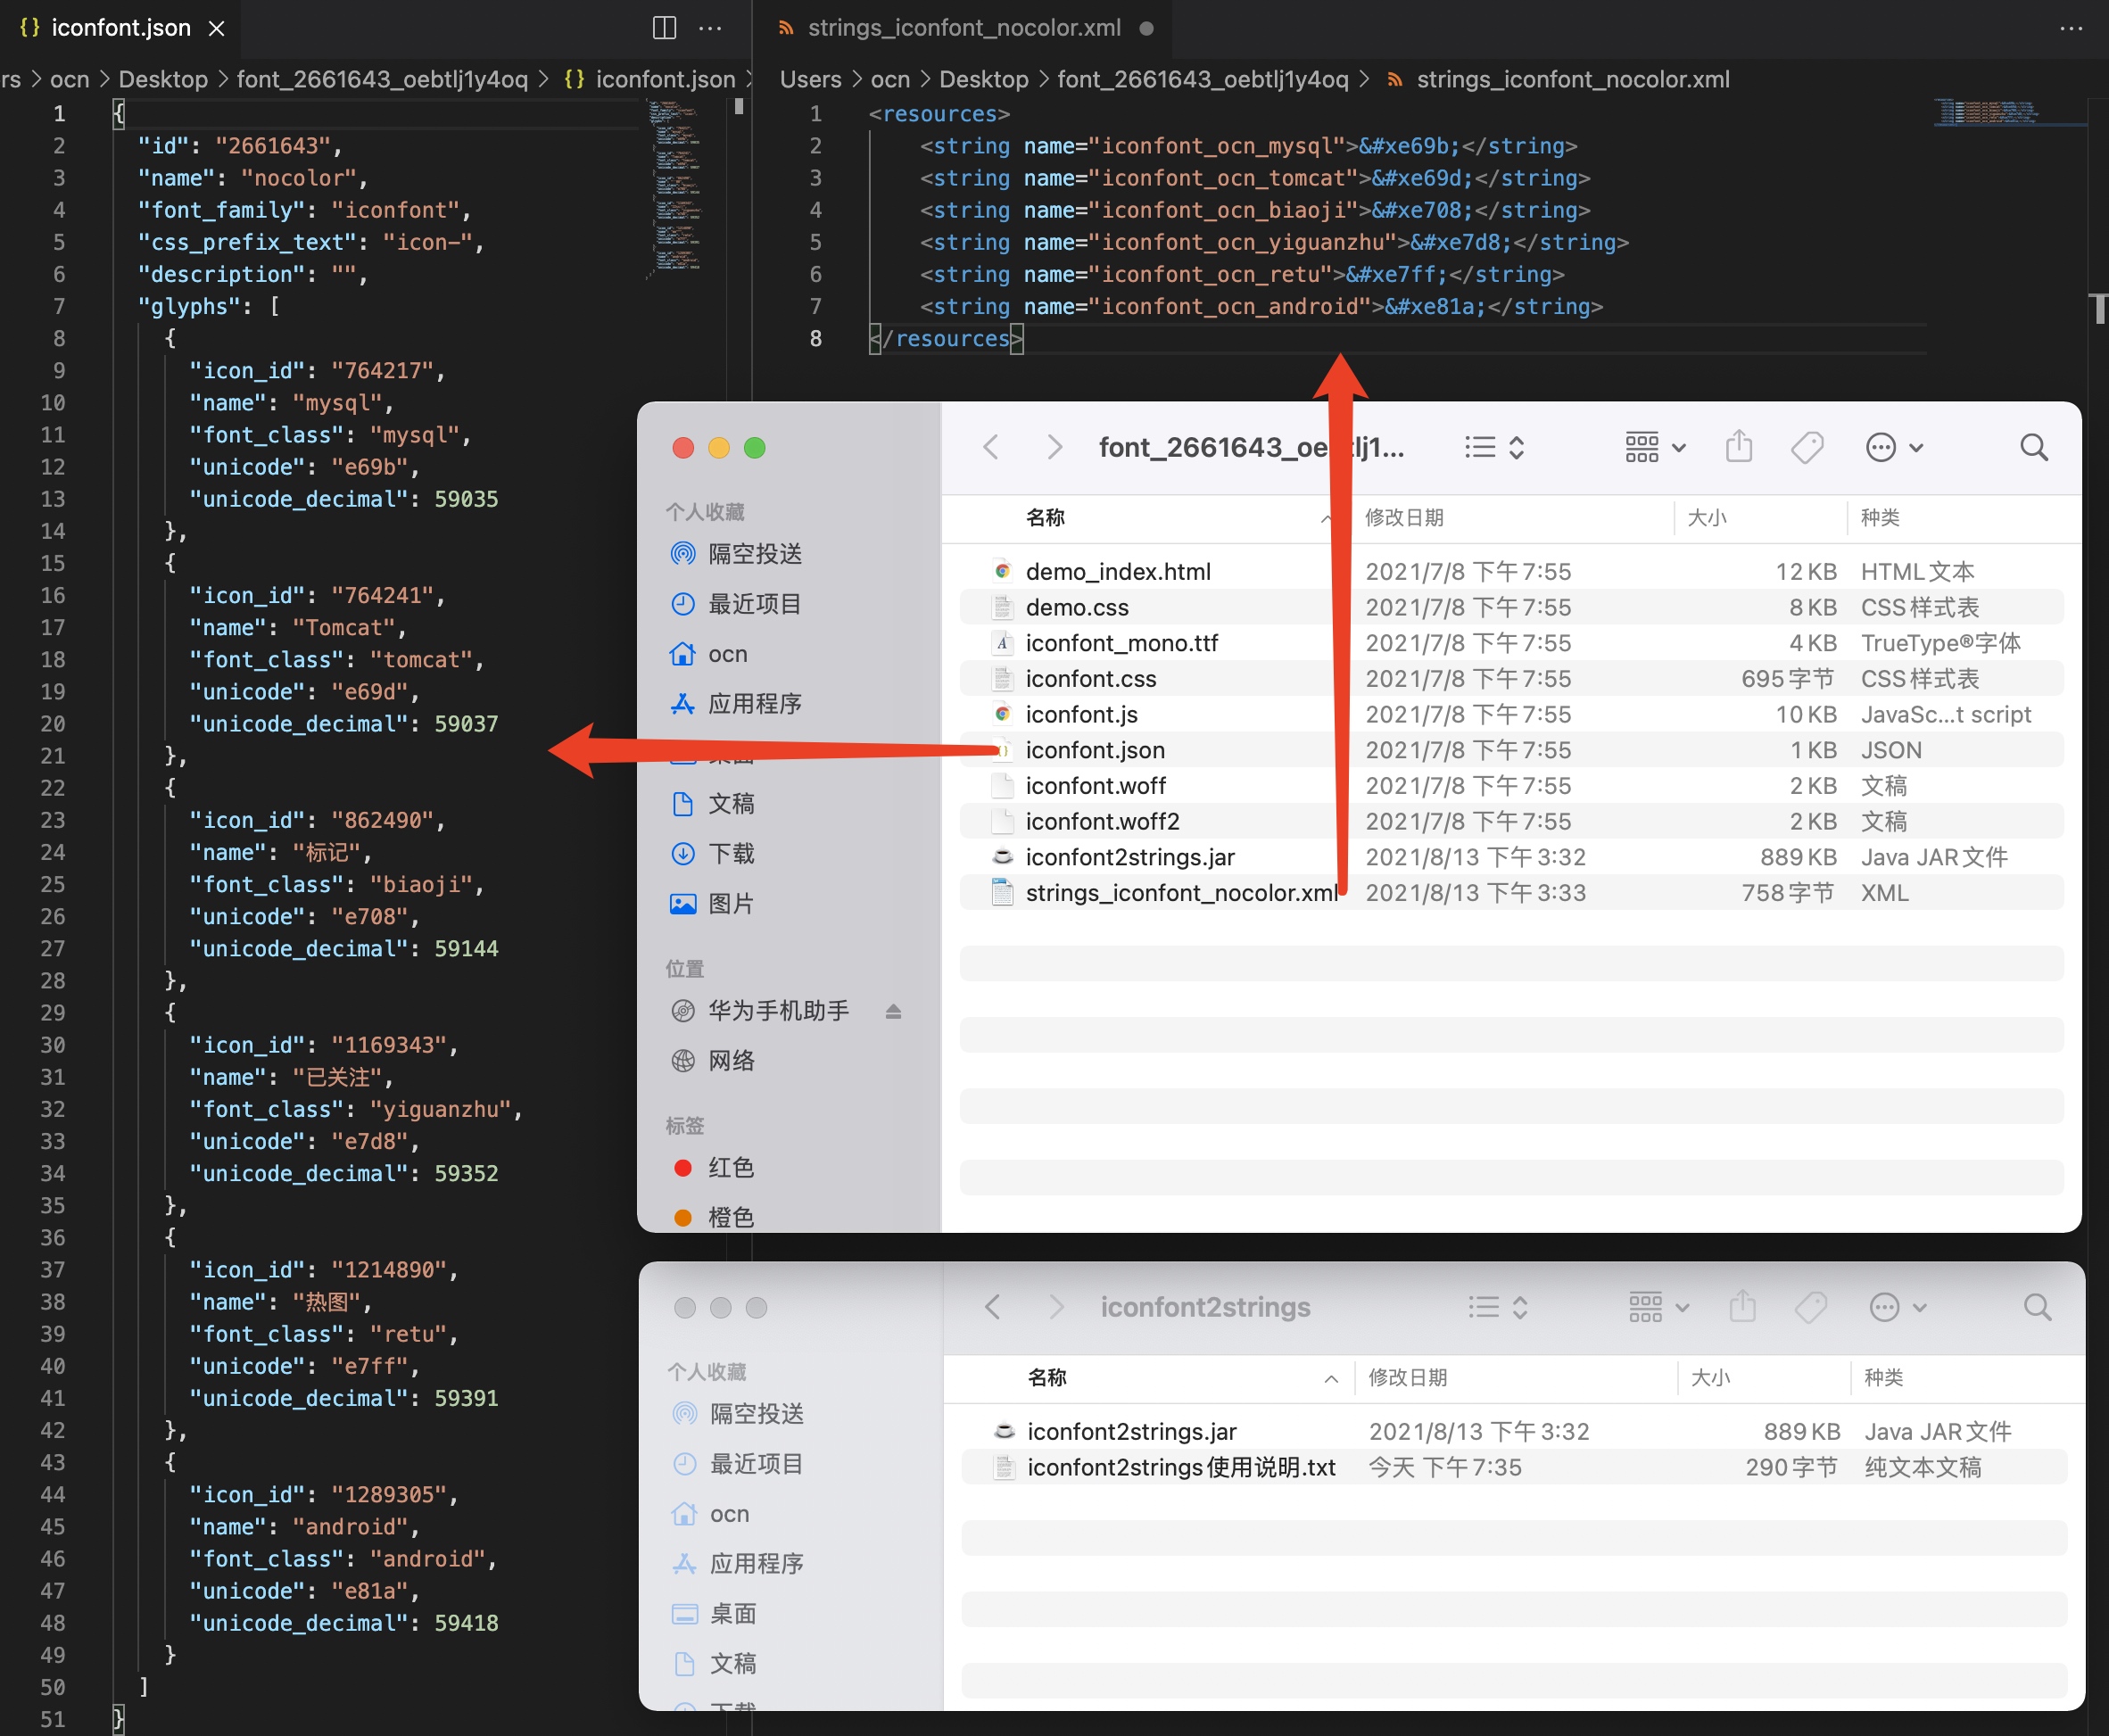 iconfont.json
rs > ocn > Desktop > font_2661643_oebtlj1y4oq > {} iconfont.json >
1 {
2 "id": "2661643",
3 "name": "nocolor",
4 "font_family": "iconfont",
5 "css_prefix_text": "icon-",
6 "description": "",
7 "glyphs": [
8 {
9 "icon_id": "764217",
10 "name": "mysql",
11 "font_class": "mysql",
12 "unicode": "e69b",
13 "unicode_decimal": 59035
14 },
15 {
16 "icon_id": "764241",
17 "name": "Tomcat",
18 "font_class": "tomcat",
19 "unicode": "e69d",
20 "unicode_decimal": 59037
21 },
22 {
23 "icon_id": "862490",
24 "name": "标记",
25 "font_class": "biaoji",
26 "unicode": "e708",
27 "unicode_decimal": 59144
28 },
29 {
30 "icon_id": "1169343",
31 "name": "已关注",
32 "font_class": "yiguanzhu",
33 "unicode": "e7d8",
34 "unicode_decimal": 59352
35 },
36 {
37 "icon_id": "1214890",
38 "name": "热图",
39 "font_class": "retu",
40 "unicode": "e7ff",
41 "unicode_decimal": 59391
42 },
43 {
44 "icon_id": "1289305",
45 "name": "android",
46 "font_class": "android",
47 "unicode": "e81a",
48 "unicode_decimal": 59418
49 }
50 ]
51 }
strings_iconfont_nocolor.xml
Users > ocn > Desktop > font_2661643_oebtlj1y4oq > strings_iconfont_nocolor.xml
1 <resources>
2 <string name="iconfont_ocn_mysql">&#xe69b;</string>
3 <string name="iconfont_ocn_tomcat">&#xe69d;</string>
4 <string name="iconfont_ocn_biaoji">&#xe708;</string>
5 <string name="iconfont_ocn_yiguanzhu">&#xe7d8;</string>
6 <string name="iconfont_ocn_retu">&#xe7ff;</string>
7 <string name="iconfont_ocn_android">&#xe81a;</string>
8 </resources>
个人收藏
隔空投送
最近项目
ocn
应用程序
文稿
下载
图片
位置
华为手机助手
网络
标签
红色
橙色
font_2661643_oe lj1...
名称 修改日期 大小 种类
demo_index.html 2021/7/8 下午7:55 12 KB HTML文本
demo.css 2021/7/8 下午7:55 8 KB CSS样式表
iconfont_mono.ttf 2021/7/8 下午7:55 4 KB TrueType®字体
iconfont.css 2021/7/8 下午7:55 695字节 CSS样式表
iconfont.js 2021/7/8 下午7:55 10 KB JavaSc...t script
iconfont.json 2021/7/8 下午7:55 1 KB JSON
iconfont.woff 2021/7/8 下午7:55 2 KB 文稿
iconfont.woff2 2021/7/8 下午7:55 2 KB 文稿
iconfont2strings.jar 2021/8/13 下午3:32 889 KB Java JAR文件
strings_iconfont_nocolor.xml 2021/8/13 下午3:33 758字节 XML
个人收藏
隔空投送
最近项目
ocn
应用程序
桌面
文稿
iconfont2strings
名称 修改日期 大小 种类
iconfont2strings.jar 2021/8/13 下午3:32 889 KB Java JAR文件
iconfont2strings使用说明.txt 今天 下午7:35 290字节 纯文本文稿